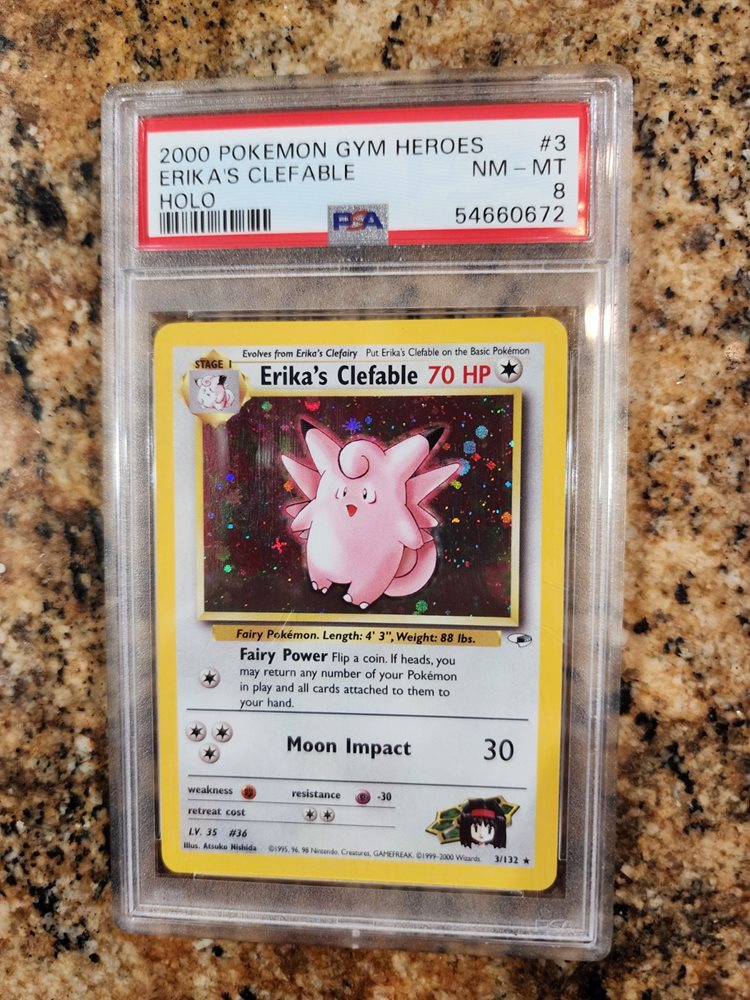 2000 POKEMON GYM HEROES #3
ERIKA'S CLEFABLE NM - MT
HOLO 8
PSA 54660672
Evolves from Erika's Clefairy Put Erika's Clefable on the Basic Pokémon
STAGE 1
Erika's Clefable 70 HP
Fairy Pokémon. Length: 4' 3", Weight: 88 lbs.
Fairy Power Flip a coin. If heads, you
may return any number of your Pokémon
in play and all cards attached to them to
your hand.
Moon Impact 30
weakness resistance -30
retreat cost
LV. 35 #36
Illus. Atsuko Nishida ©1995, 96, 98 Nintendo, Creatures, GAMEFREAK. ©1999-2000 Wizards. 3/132 ★